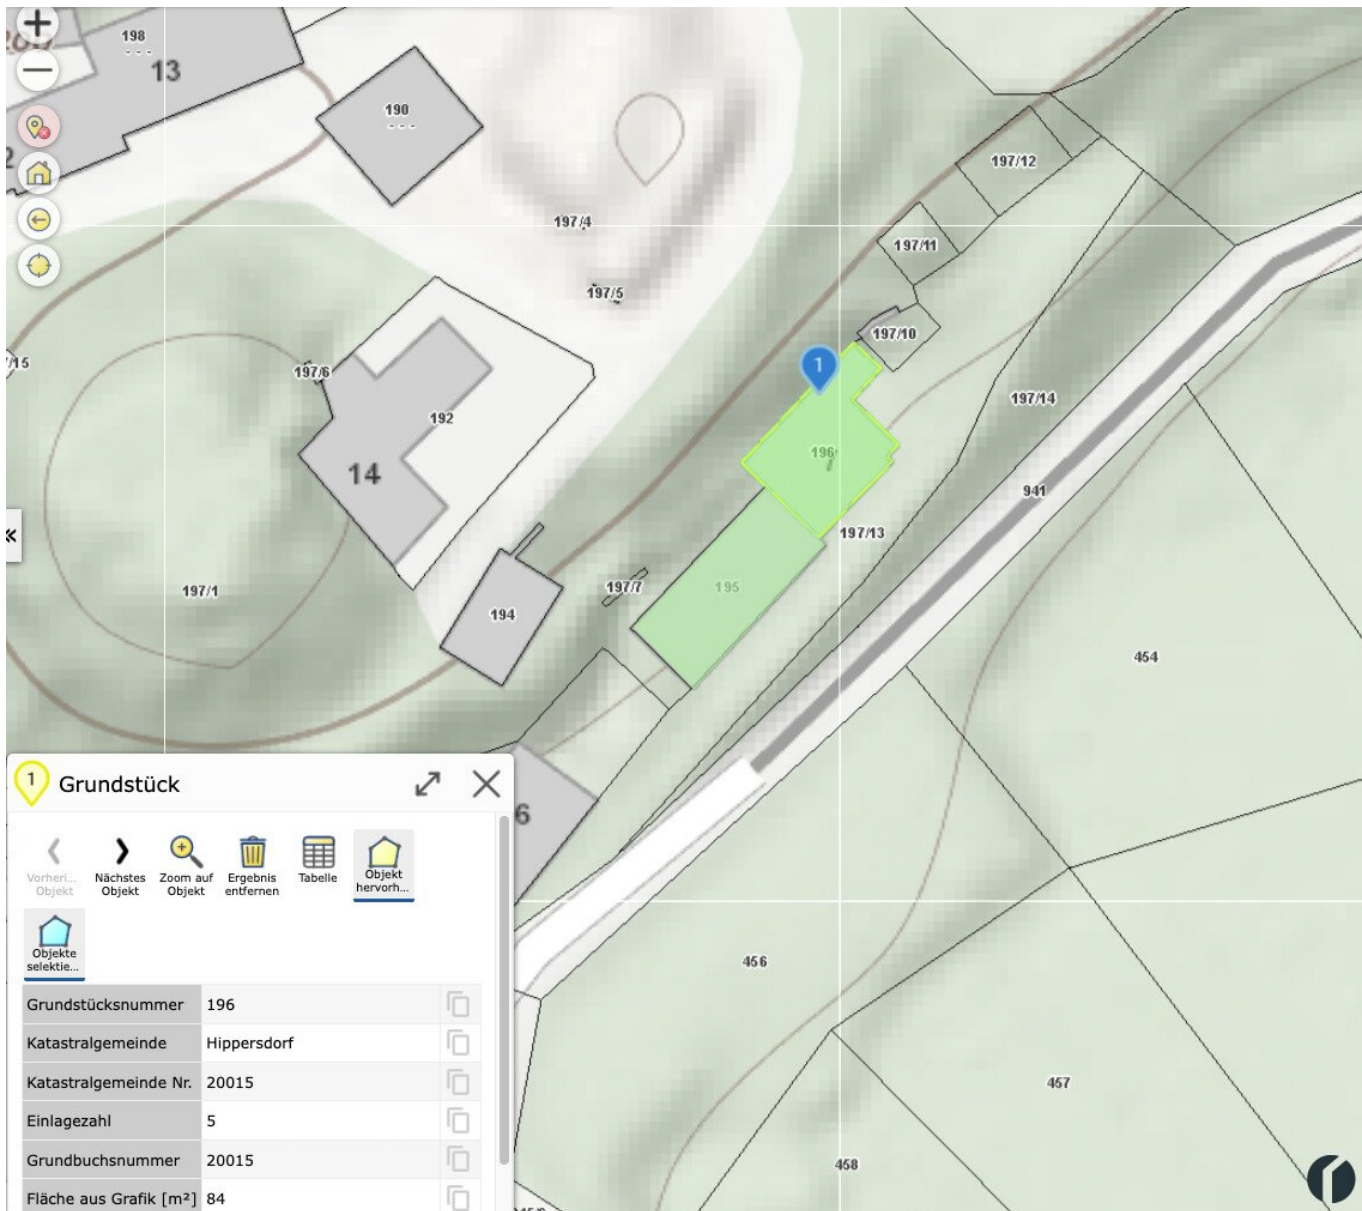 198
13
190
197/12
197/4
197/11
197/5
197/10
1
197/6
192
197/14
196
14
941
197/13
197/7
195
197/1
194
454
1
Grundstück
6
Vorheri...
Objekt
Nächstes
Objekt
Zoom auf
Objekt
Ergebnis
entfernen
Tabelle
Objekt
hervorh...
Objekte
selektie...
456
Grundstücksnummer 196
Katastralgemeinde Hippersdorf
Katastralgemeinde Nr. 20015
457
Einlagezahl 5
Grundbuchsnummer 20015
458
Fläche aus Grafik [m²] 84